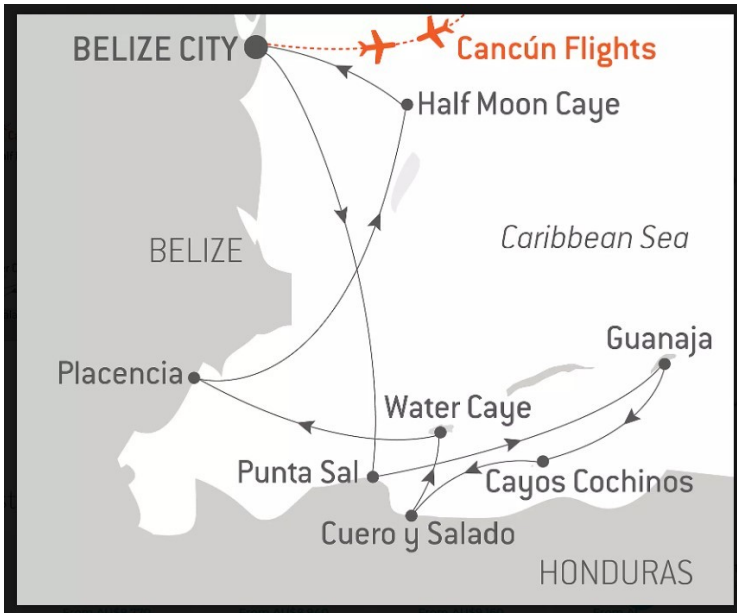 BELIZE CITY
Cancún Flights
Half Moon Caye
Caribbean Sea
BELIZE
Guanaja
Placencia
Water Caye
Punta Sal
Cayos Cochinos
Cuero y Salado
HONDURAS